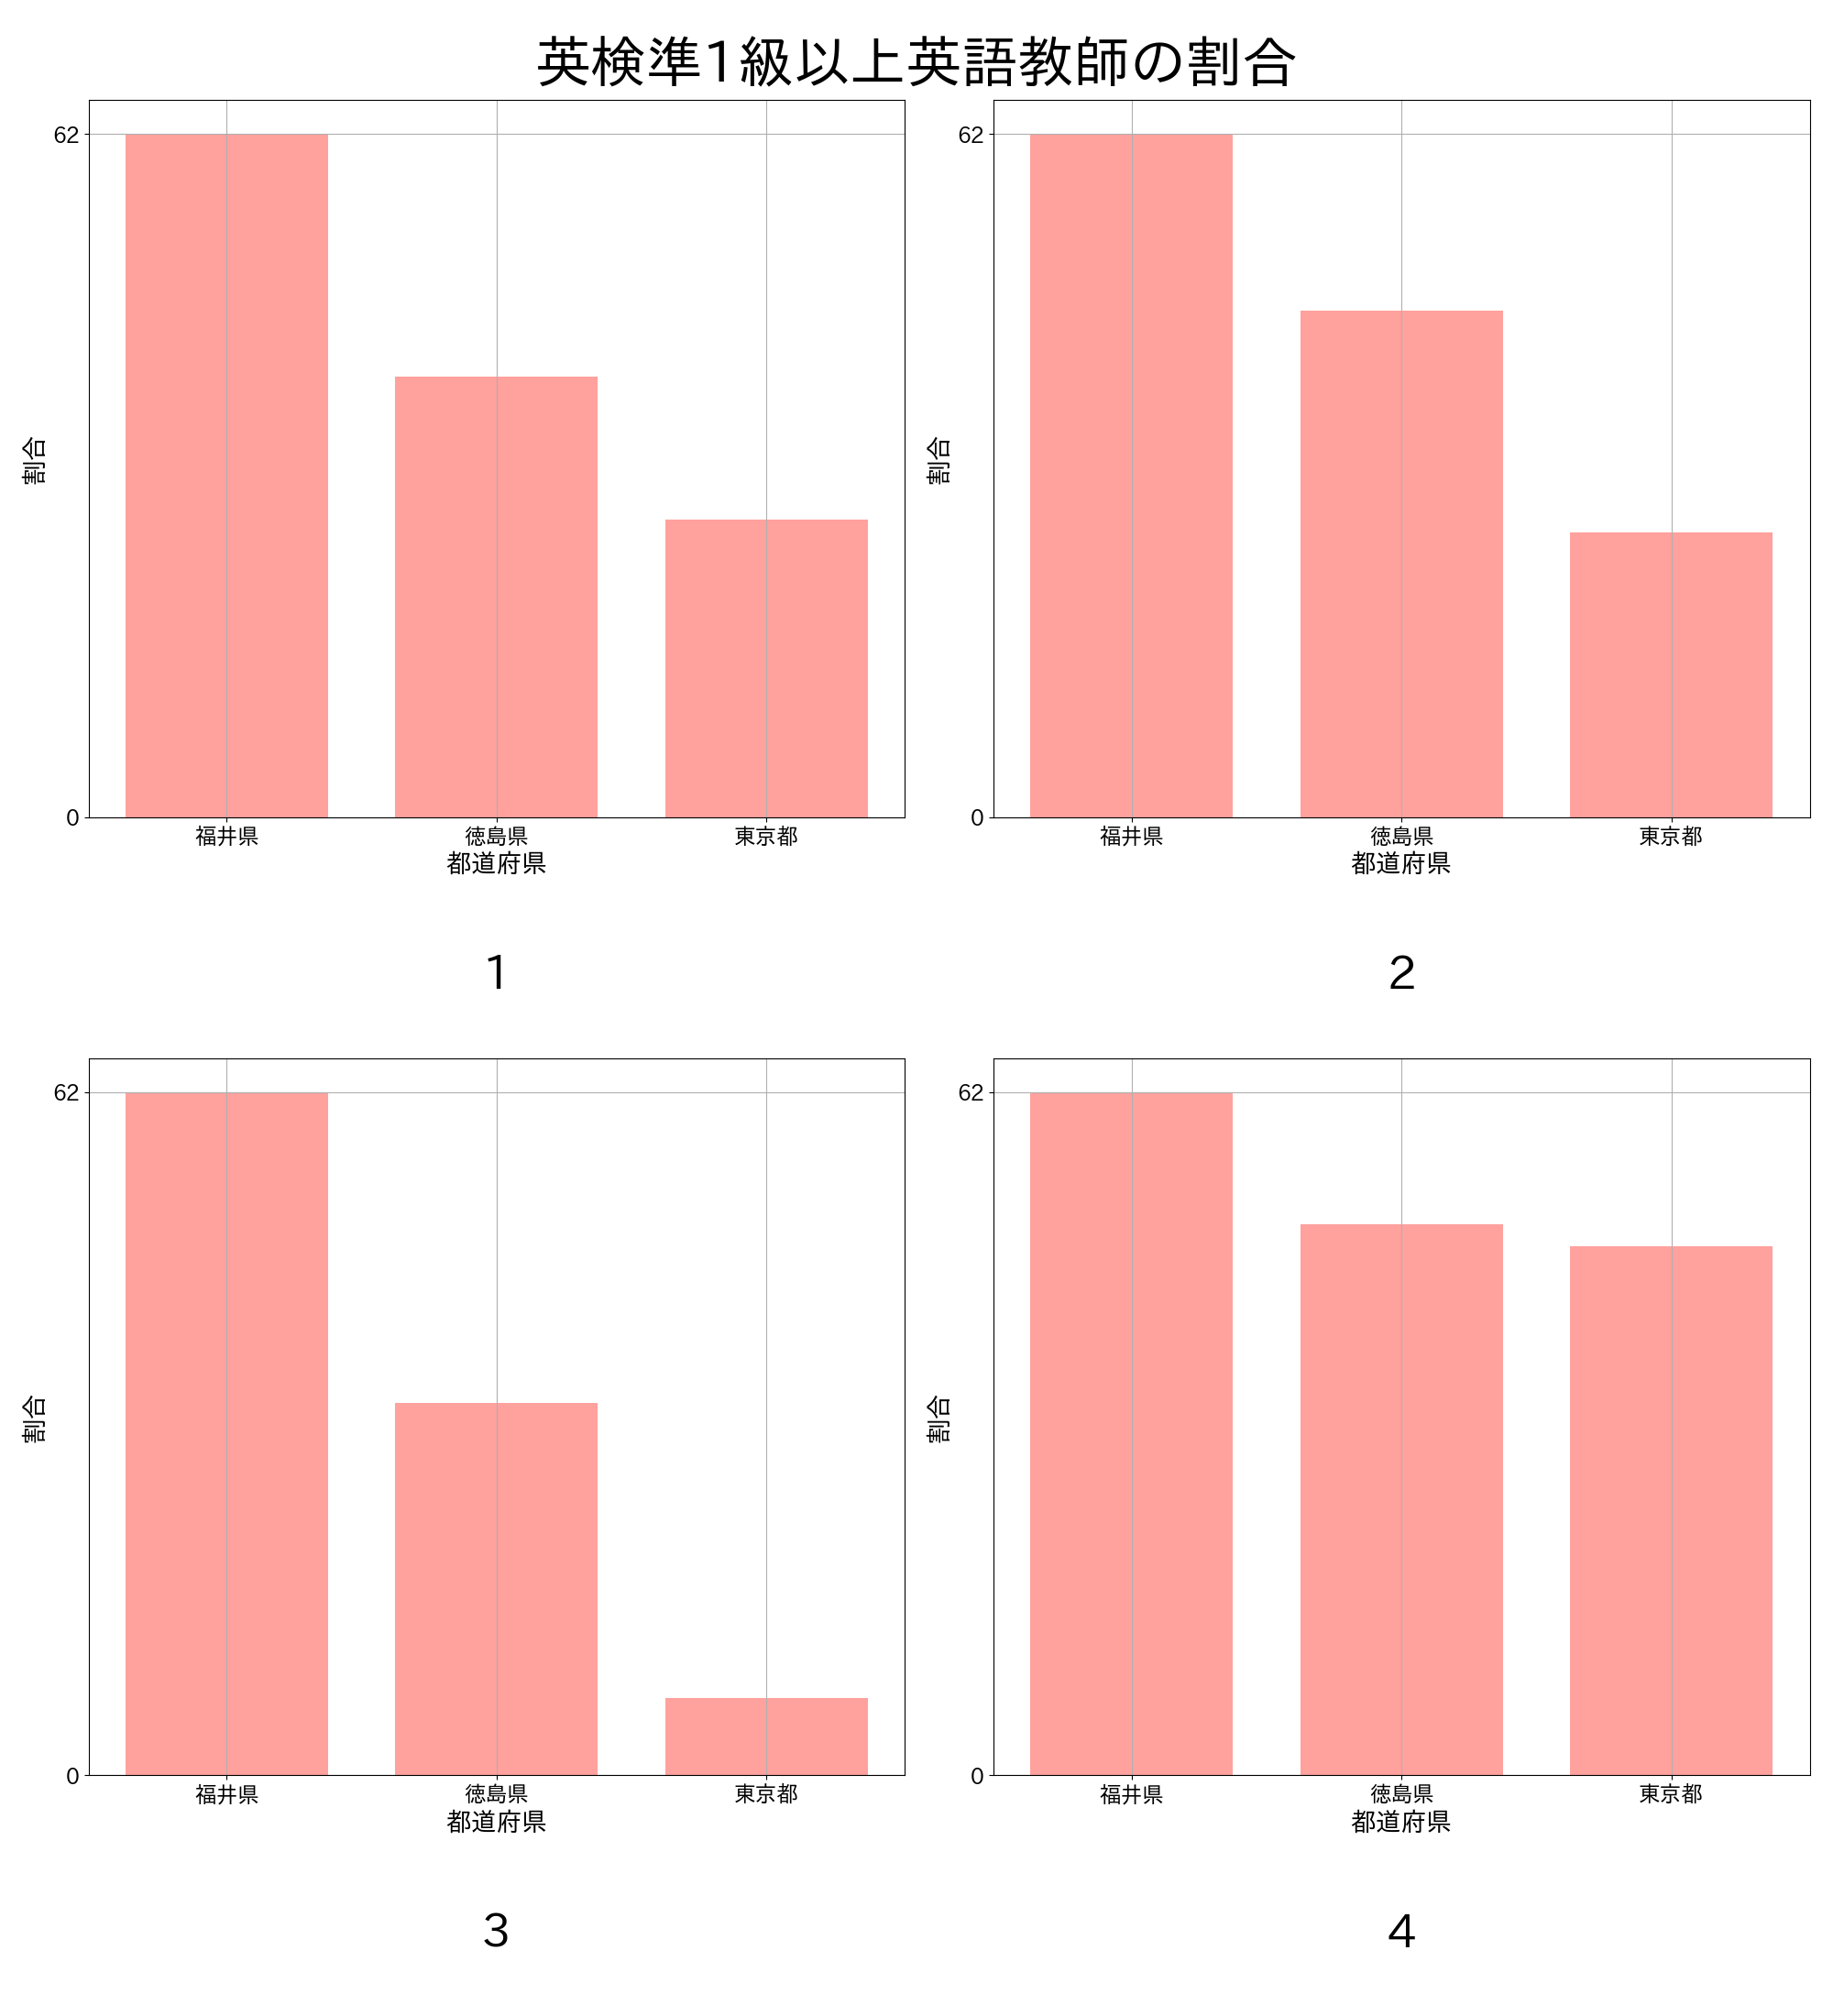 英検準1級以上英語教師の割合
62
0
割合
福井県 徳島県 東京都
都道府県
1
62
0
割合
福井県 徳島県 東京都
都道府県
2
62
0
割合
福井県 徳島県 東京都
都道府県
3
62
0
割合
福井県 徳島県 東京都
都道府県
4